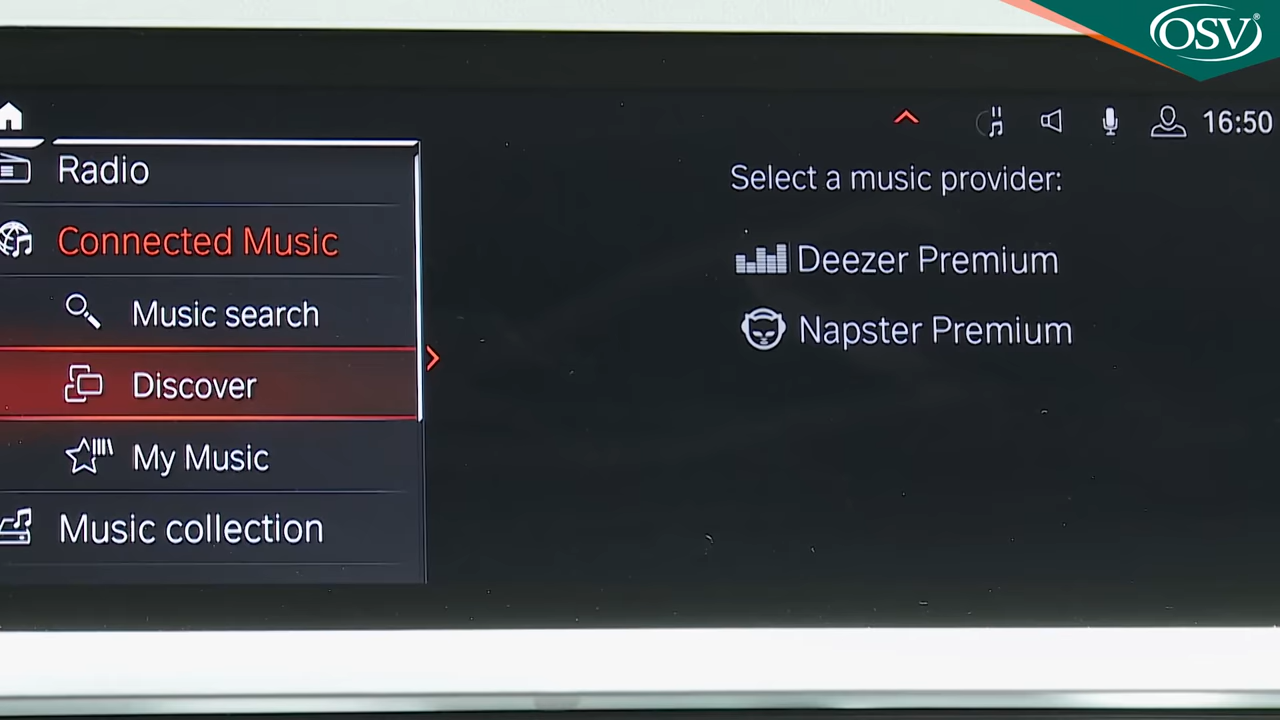 OSV®
16:50
Radio
Connected Music
Music search
Discover
My Music
Music collection
Select a music provider:
Deezer Premium
Napster Premium